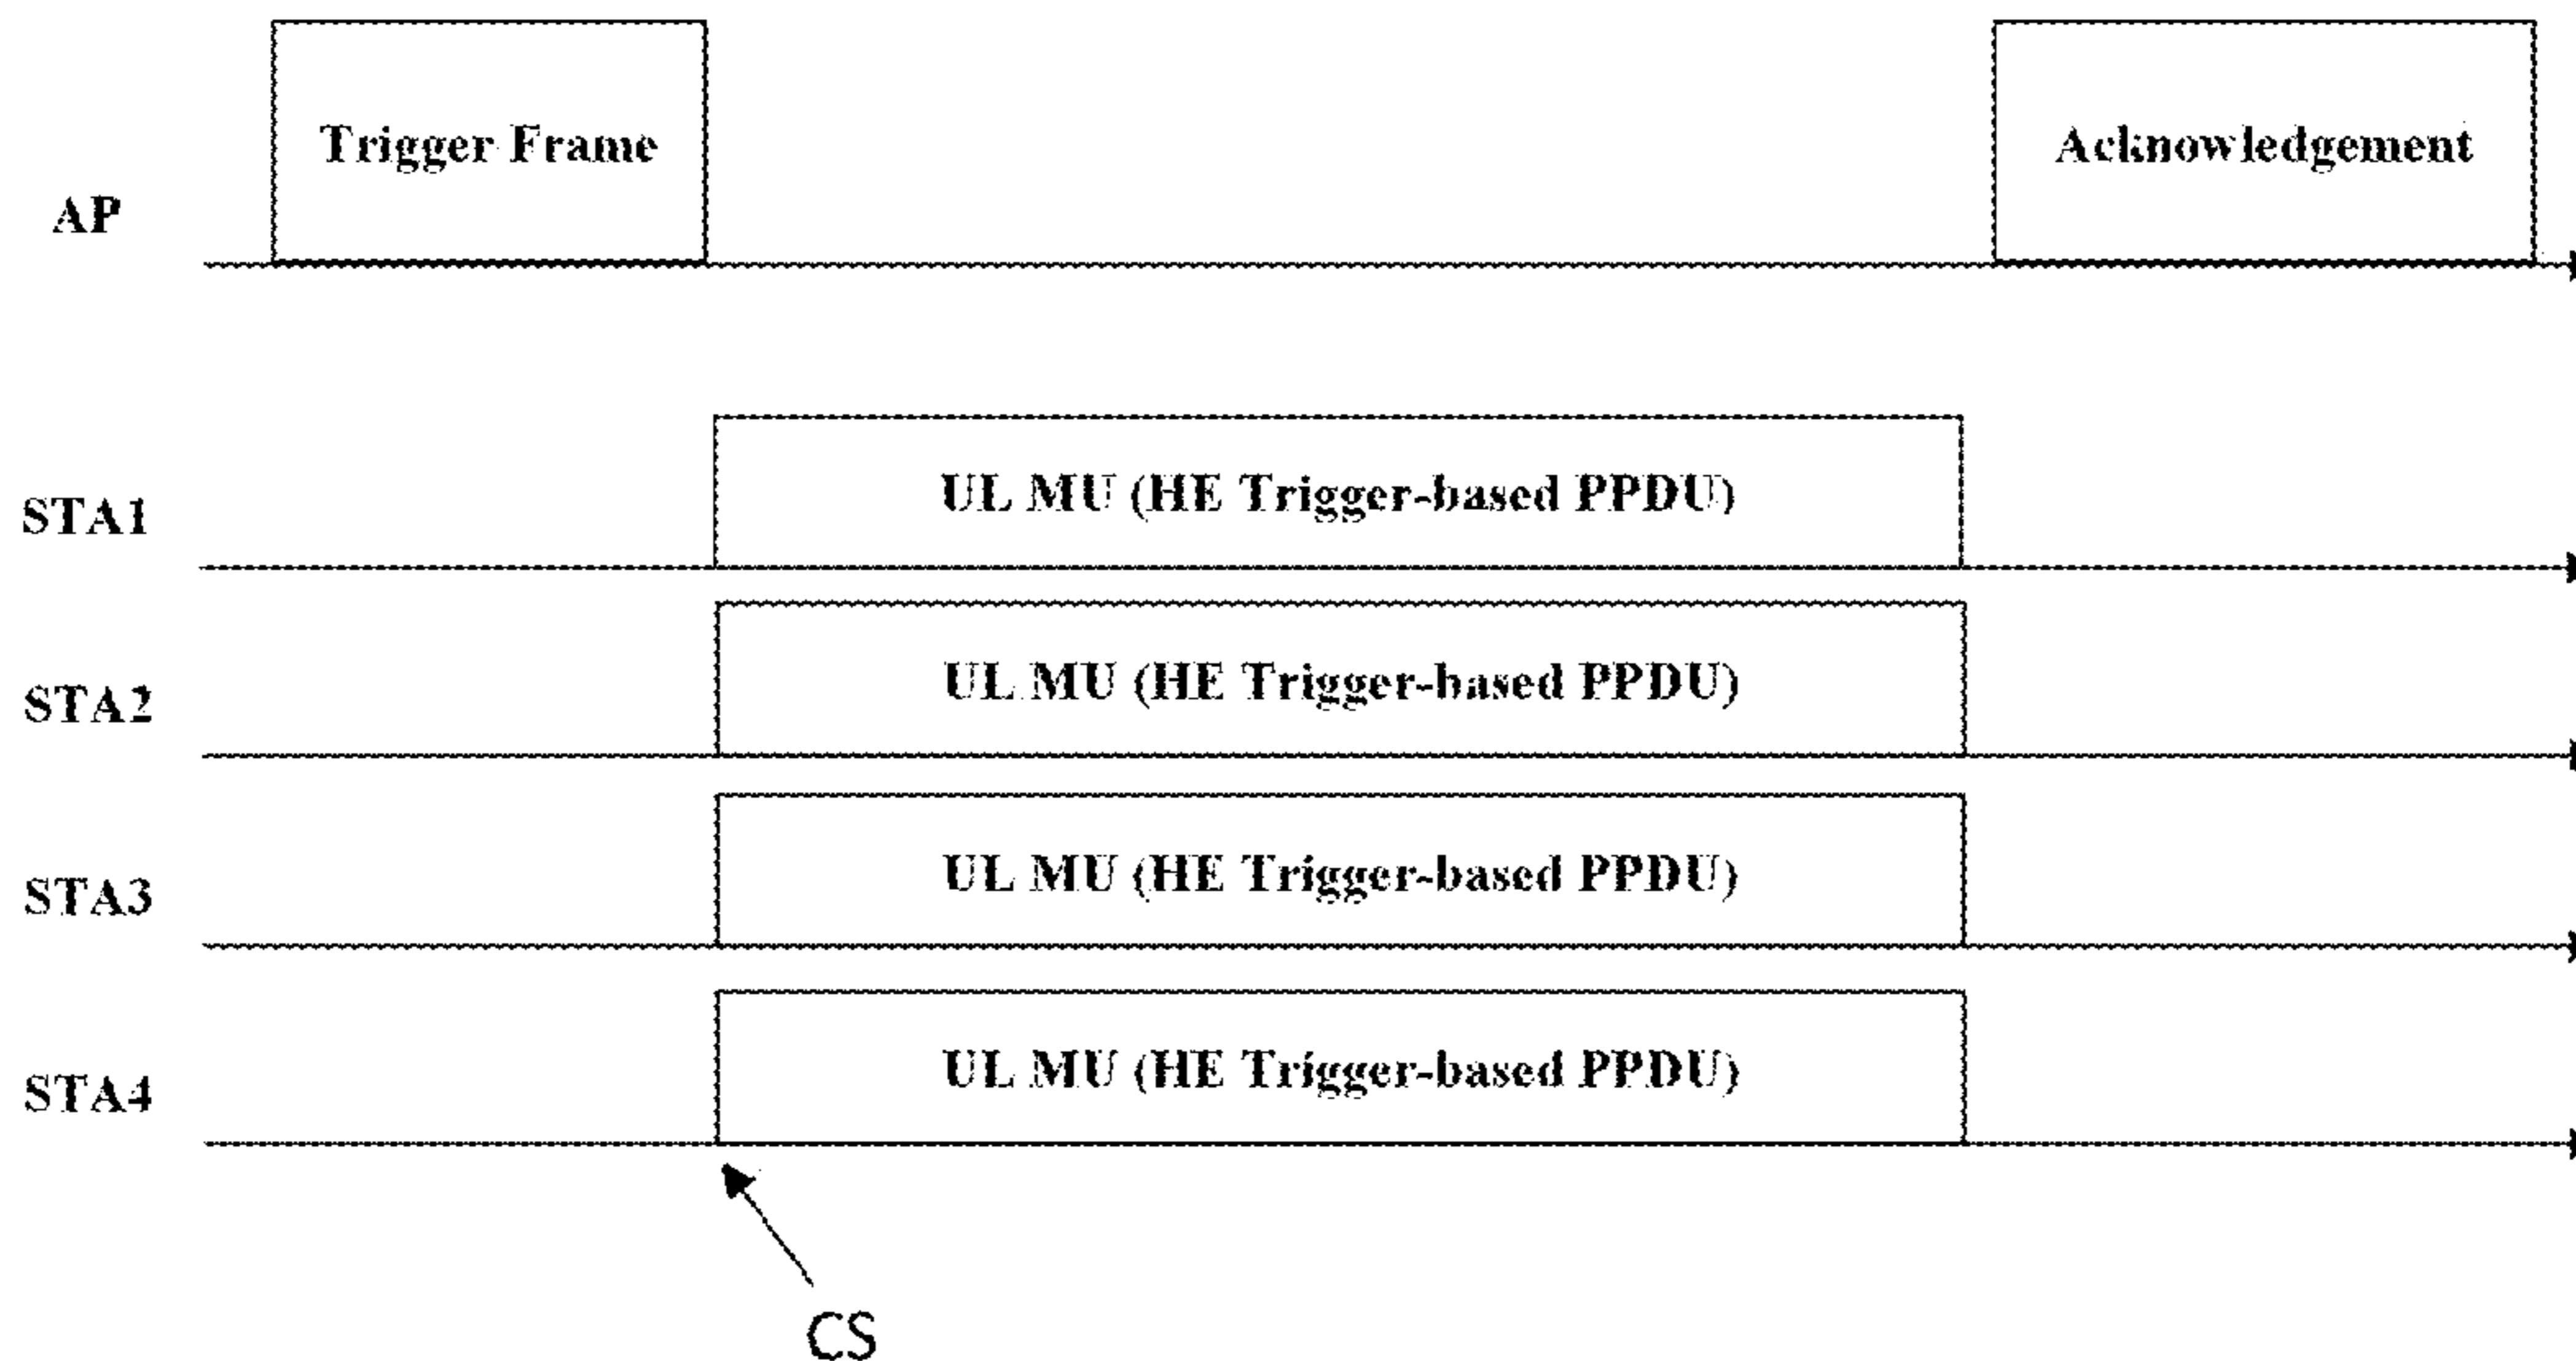 Trigger Frame
Acknowledgement
AP
UL MU (HE Trigger-based PPDU)
STA1
UL MU (HE Trigger-based PPDU)
STA2
UL MU (HE Trigger-based PPDU)
STA3
UL MU (HE Trigger-based PPDU)
STA4
CS